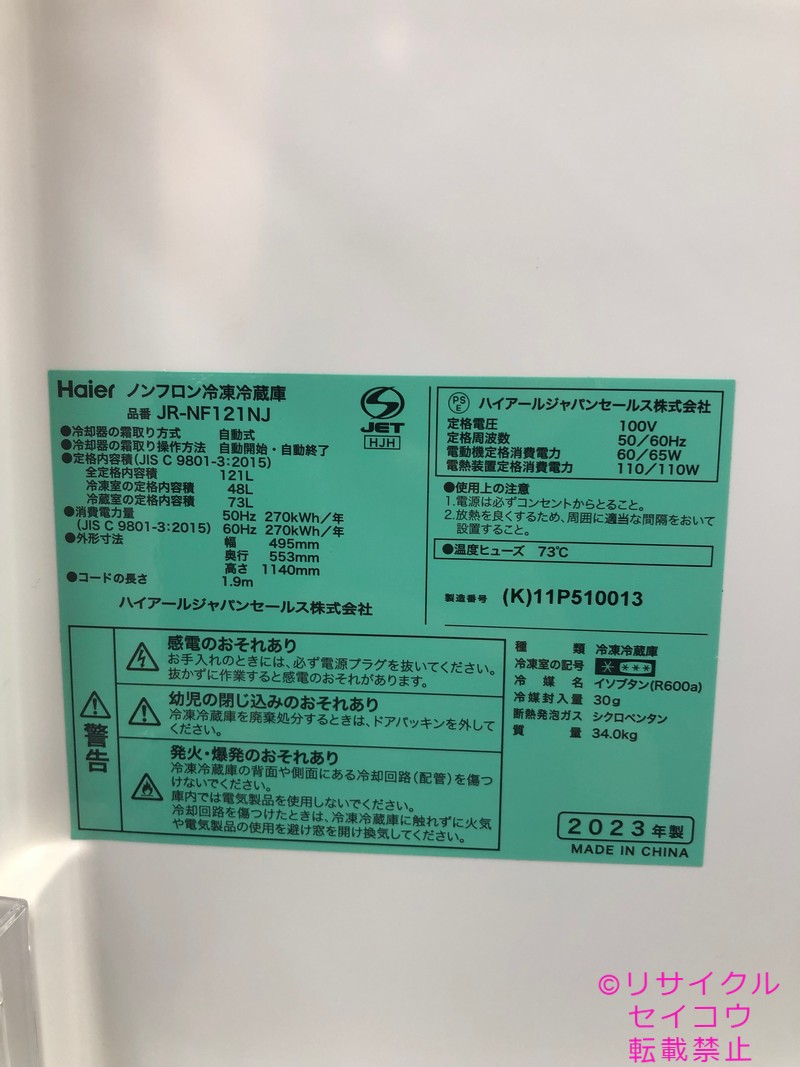 Haier ノンフロン冷凍冷蔵庫
品番 JR-NF121NJ
●冷却器の霜取り方式 自動式
●冷却器の霜取り操作方法 自動開始・自動終了
●定格内容積(JIS C 9801-3:2015)
全定格内容積 121L
冷凍室の定格内容積 48L
冷蔵室の定格内容積 73L
●消費電力量 50Hz 270kWh/年
(JIS C 9801-3:2015) 60Hz 270kWh/年
●外形寸法 幅 495mm
奥行 553mm
高さ 1140mm
●コードの長さ 1.9m
ハイアールジャパンセールス株式会社
S
JET
HJH
PS
E
ハイアールジャパンセールス株式会社
定格電圧 100V
定格周波数 50/60Hz
電動機定格消費電力 60/65W
電熱装置定格消費電力 110/110W
●使用上の注意
1.電源は必ずコンセントからとること。
2.放熱を良くするため、周囲に適当な間隔をおいて
設置すること。
●温度ヒューズ 73℃
製造番号 (K)11P510013
警告
感電のおそれあり
お手入れのときには、必ず電源プラグを抜いてください。
抜かずに作業すると感電のおそれがあります。
幼児の閉じ込みのおそれあり
冷凍冷蔵庫を廃棄処分するときは、ドアパッキンを外して
ください。
発火・爆発のおそれあり
冷凍冷蔵庫の背面や側面にある冷却回路(配管)を傷つ
けないでください。
庫内では電気製品を使用しないでください。
冷却回路を傷つけたときは、冷凍冷蔵庫に触れずに火気
や電気製品の使用を避け窓を開け換気してください。
種類 冷凍冷蔵庫
冷凍室の記号 * ***
冷媒名 イソブタン(R600a)
冷媒封入量 30g
断熱発泡ガス シクロペンタン
質量 34.0kg
2023年製
MADE IN CHINA
©リサイクル
セイコウ
転載禁止